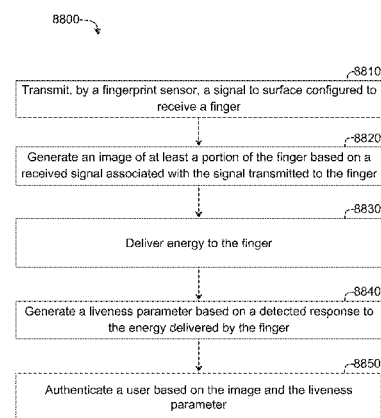 8800
8810
Transmit, by a fingerprint sensor, a signal to surface configured to
receive a finger
8820
Generate an image of at least a portion of the finger based on a
received signal associated with the signal transmitted to the finger
8830
Deliver energy to the finger
8840
Generate a liveness parameter based on a detected response to
the energy delivered by the finger
8850
Authenticate a user based on the image and the liveness
parameter